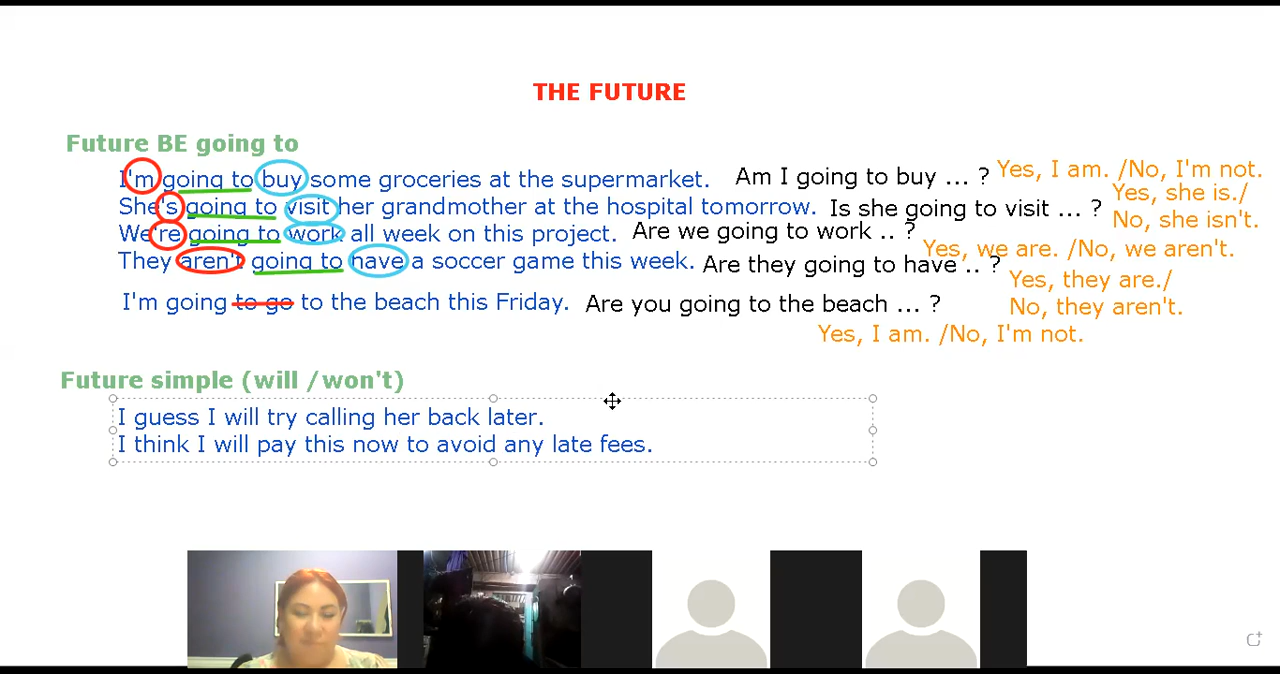 THE FUTURE
Future BE going to
I'm going to buy some groceries at the supermarket. Am I going to buy ... ? Yes, I am. /No, I'm not.
She's going to visit her grandmother at the hospital tomorrow. Is she going to visit ... ? Yes, she is./
No, she isn't.
We're going to work all week on this project. Are we going to work .. ? Yes, we are. /No, we aren't.
They aren't going to have a soccer game this week. Are they going to have .. ? Yes, they are./
No, they aren't.
I'm going to go to the beach this Friday. Are you going to the beach ... ?
Yes, I am. /No, I'm not.
Future simple (will /won't)
I guess I will try calling her back later.
I think I will pay this now to avoid any late fees.